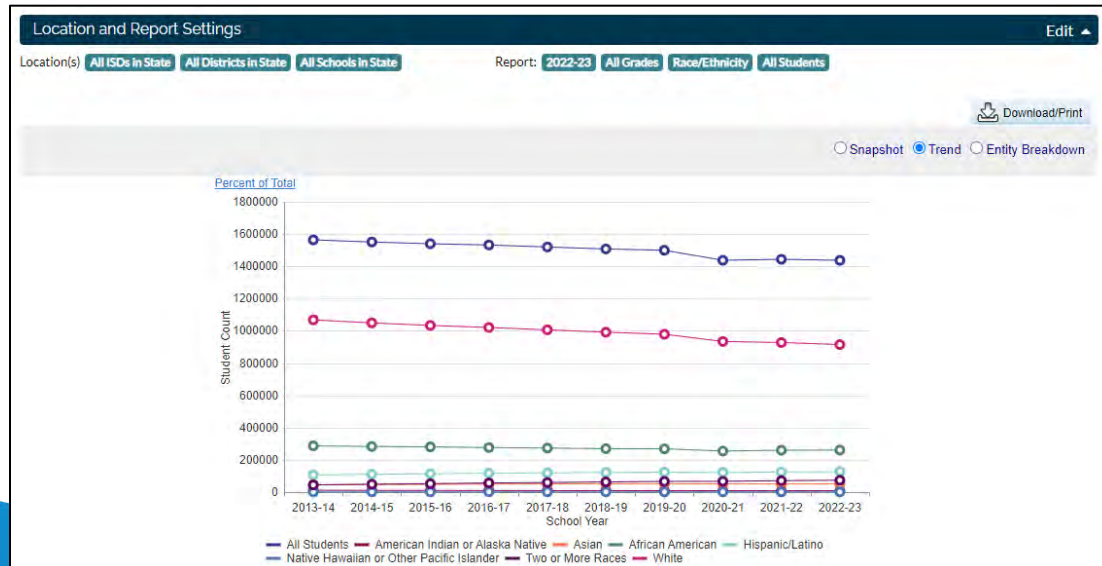 Location and Report Settings Edit
Location(s) All ISDs in State All Districts in State All Schools in State Report: 2022-23 All Grades Race/Ethnicity All Students
Download/Print
Snapshot Trend Entity Breakdown
Percent of Total
1800000
1600000
1400000
1200000
1000000
800000
600000
400000
200000
0
Student Count
2013-14 2014-15 2015-16 2016-17 2017-18 2018-19 2019-20 2020-21 2021-22 2022-23
School Year
All Students American Indian or Alaska Native Asian African American Hispanic/Latino
Native Hawaiian or Other Pacific Islander Two or More Races White